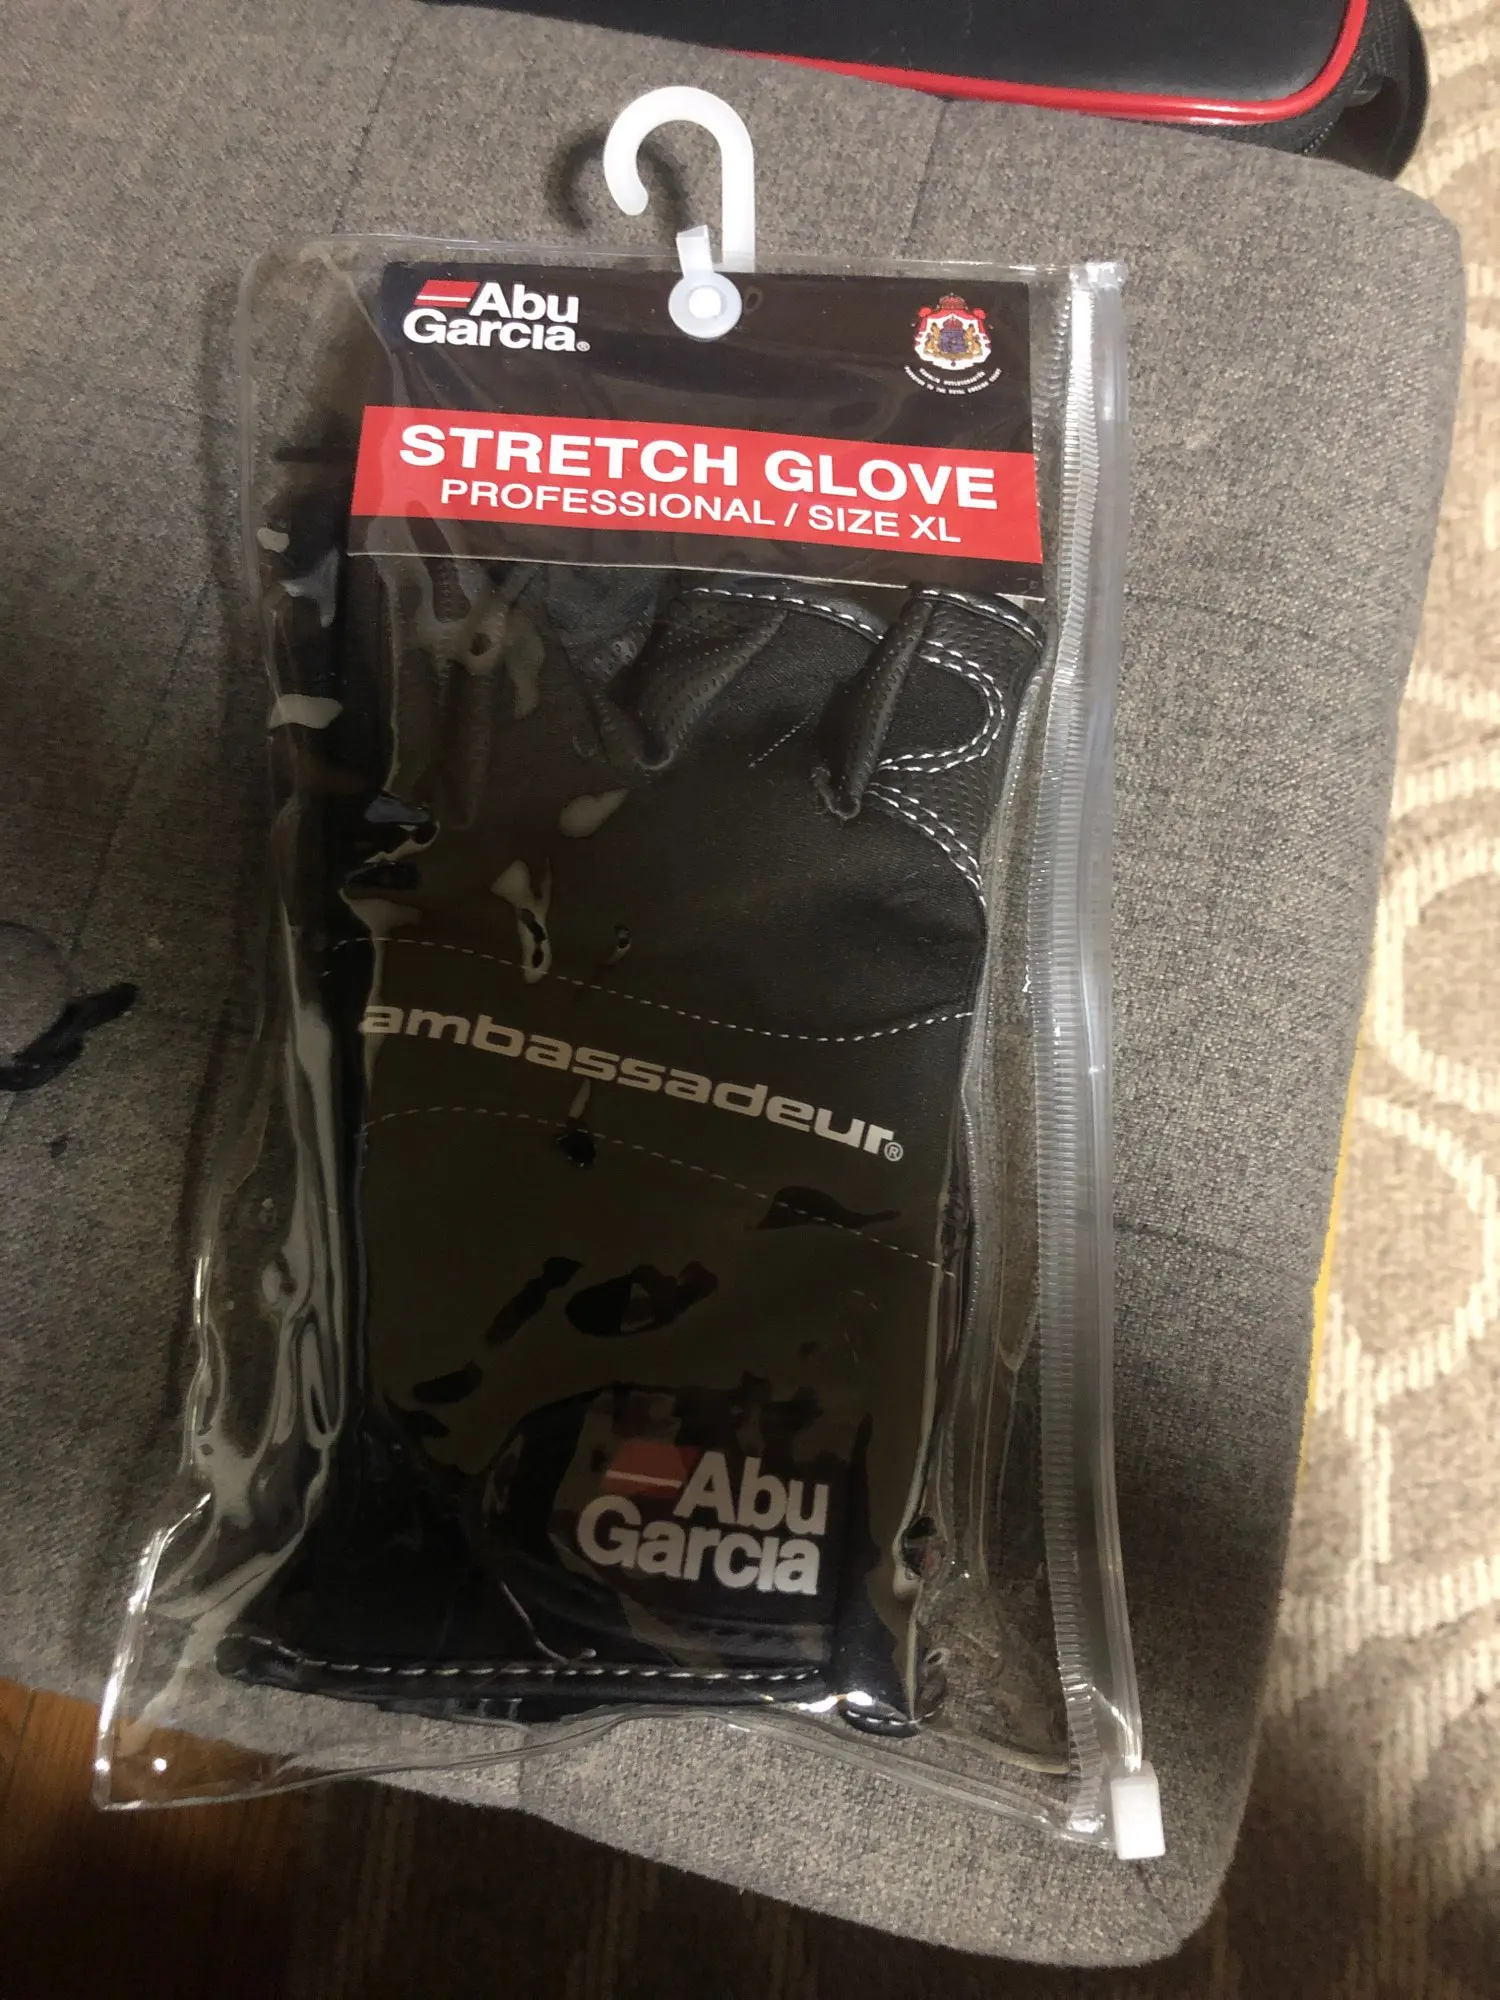 Abu
Garcia®
STRETCH GLOVE
PROFESSIONAL / SIZE XL
ambassadeur®
Abu
Garcia